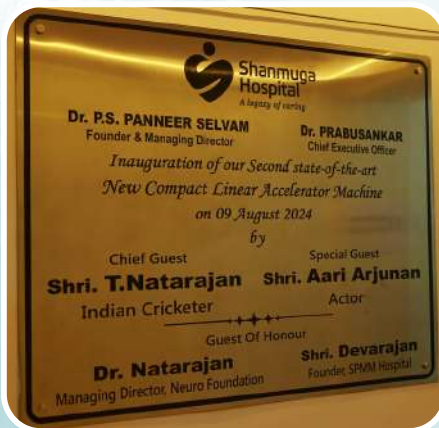 Shanmuga
Hospital
A legacy of caring
Dr. P.S. PANNEER SELVAM
Founder & Managing Director
Dr. PRABUSANKAR
Chief Executive Officer
Inauguration of our Second state-of-the-art
New Compact Linear Accelerator Machine
on 09 August 2024
by
Chief Guest
Shri. T.Natarajan
Indian Cricketer
Special Guest
Shri. Aari Arjunan
Actor
Guest Of Honour
Dr. Natarajan
Managing Director, Neuro Foundation
Shri. Devarajan
Founder, SPMM Hospital